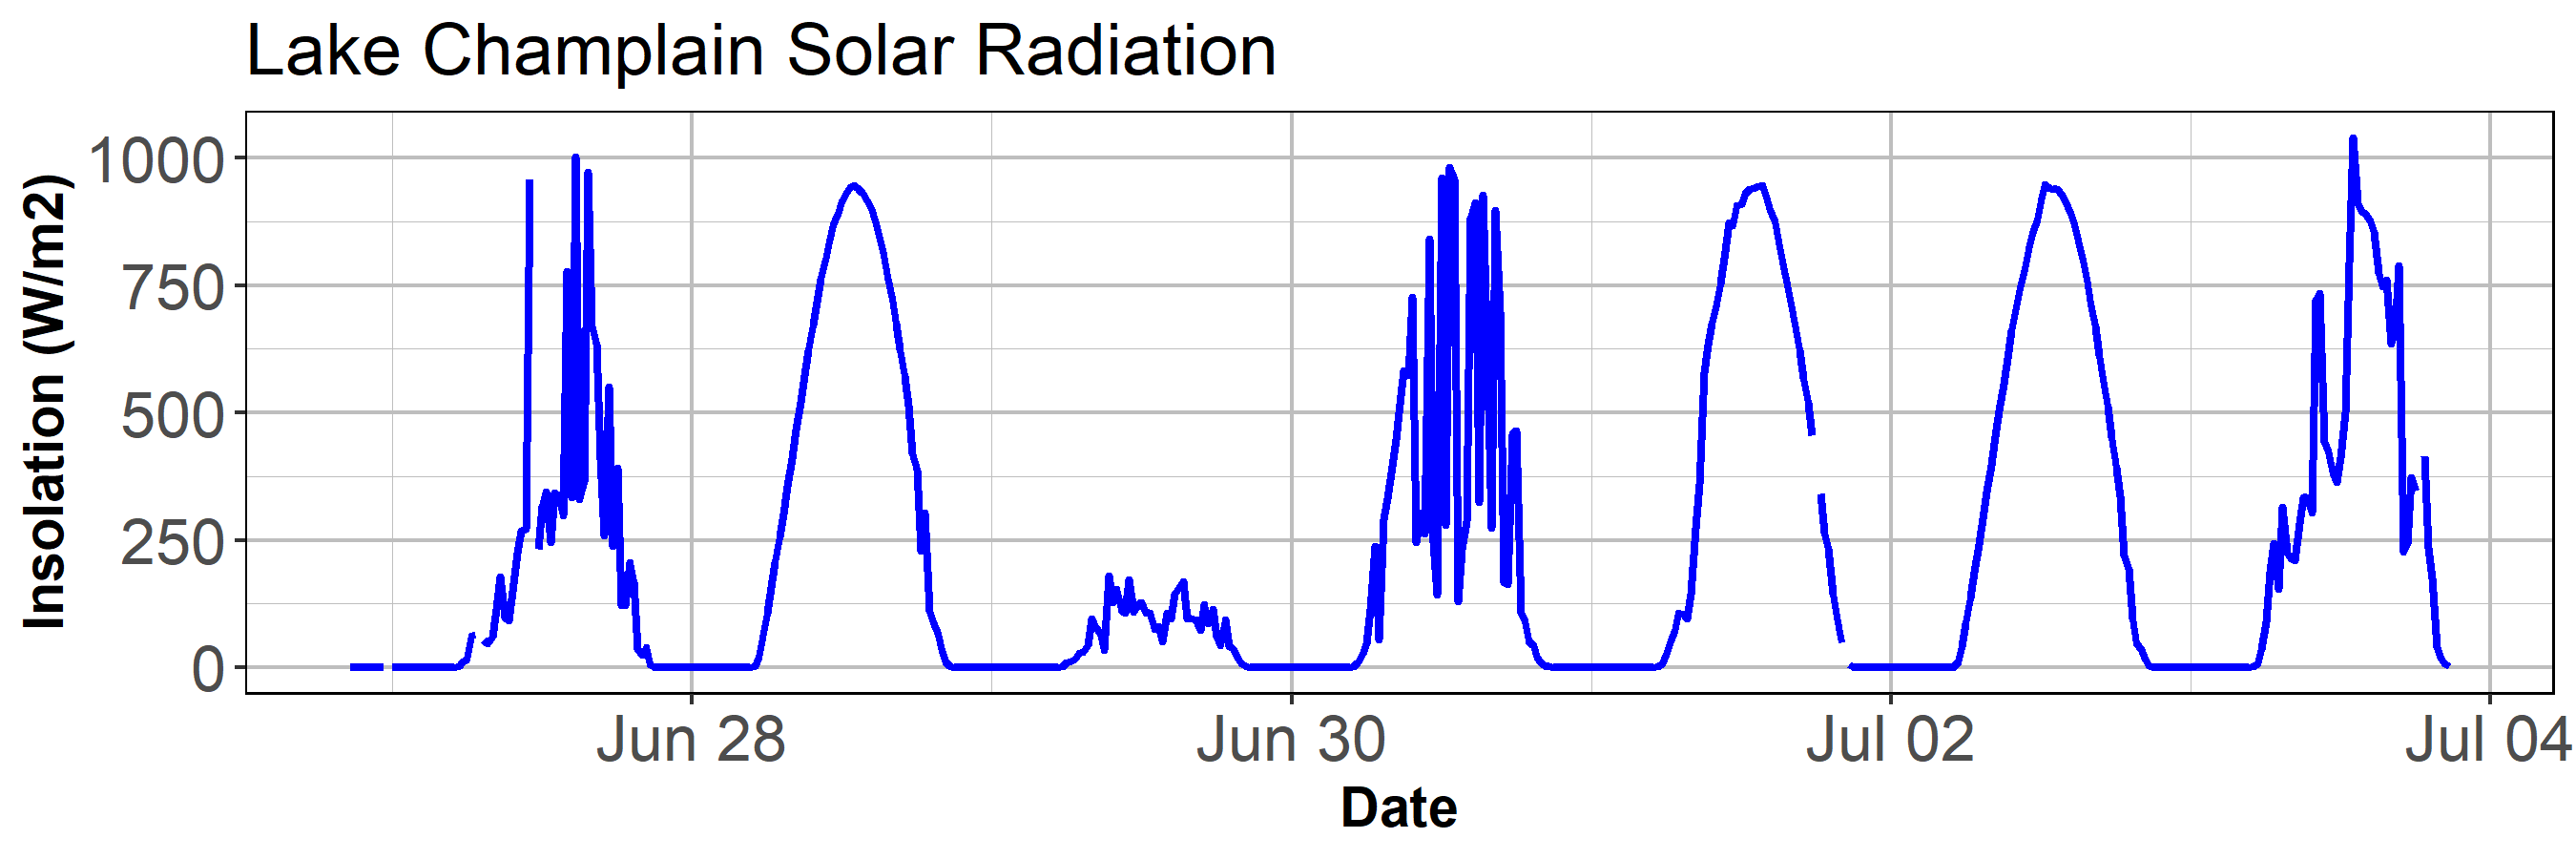 Lake Champlain Solar Radiation
Insolation (W/m2)
1000
750
500
250
0
Jun 28
Jun 30
Jul 02
Jul 04
Date